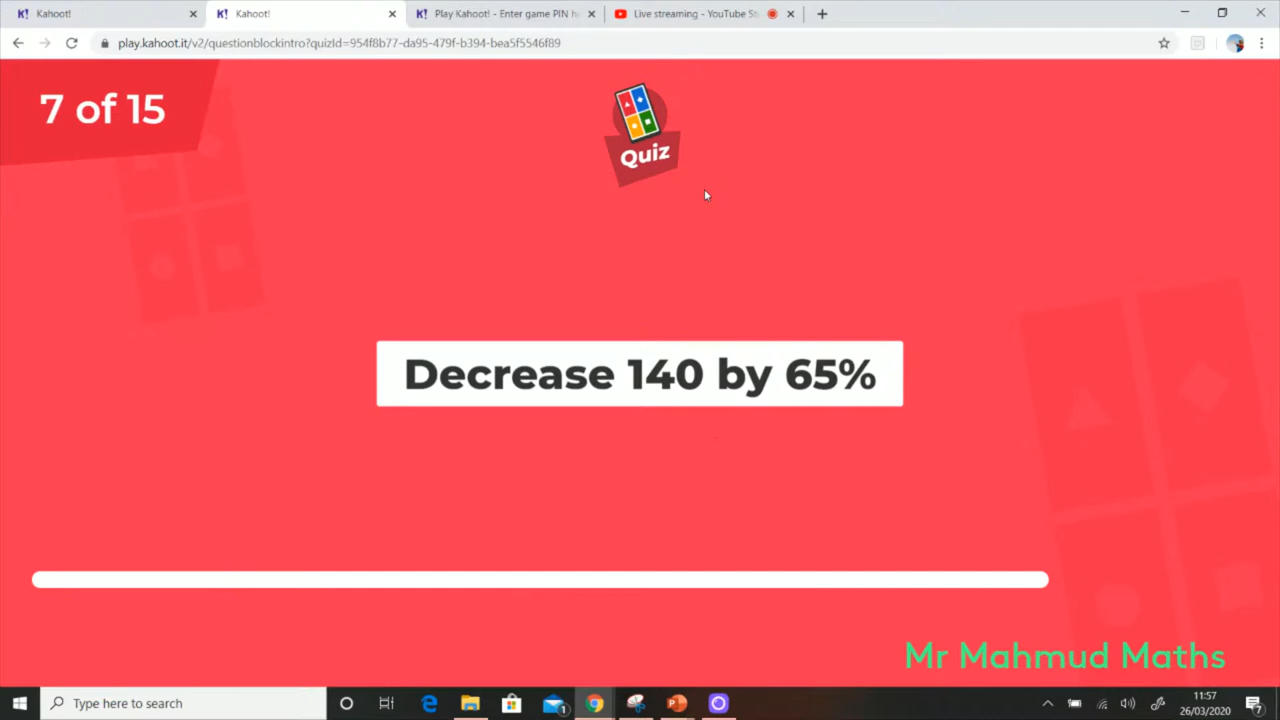 Kahoot!
Kahoot!
Play Kahoot! - Enter game PIN h
Live streaming - YouTube St
play.kahoot.it/v2/questionblockintro?quizId=954f8b77-da95-479f-b394-bea5f5546f89
7 of 15
Quiz
Decrease 140 by 65%
Mr Mahmud Maths
Type here to search
1
11:57
26/03/2020
7